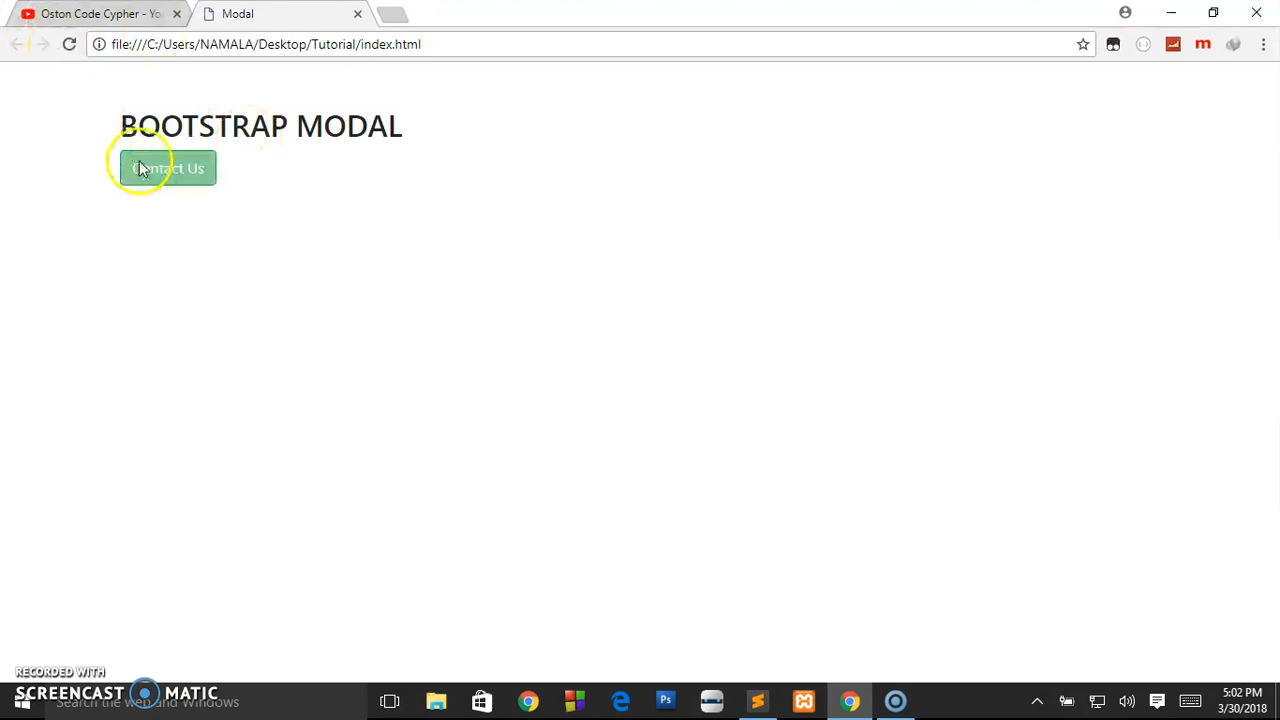 Oston Code Cypher - Yo
Modal
file:///C:/Users/NAMALA/Desktop/Tutorial/index.html
m
BOOTSTRAP MODAL
Contact Us
RECORDED WITH
SCREENCAST MATIC
Search the web and Windows
Ps
5:02 PM
3/30/2018